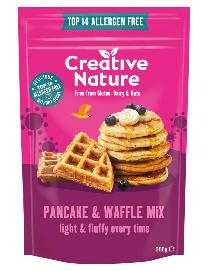 TOP 14 ALLERGEN FREE
Creative
Nature
Free From Gluten, Dairy & Nuts
PANCAKE & WAFFLE MIX
light & fluffy every time